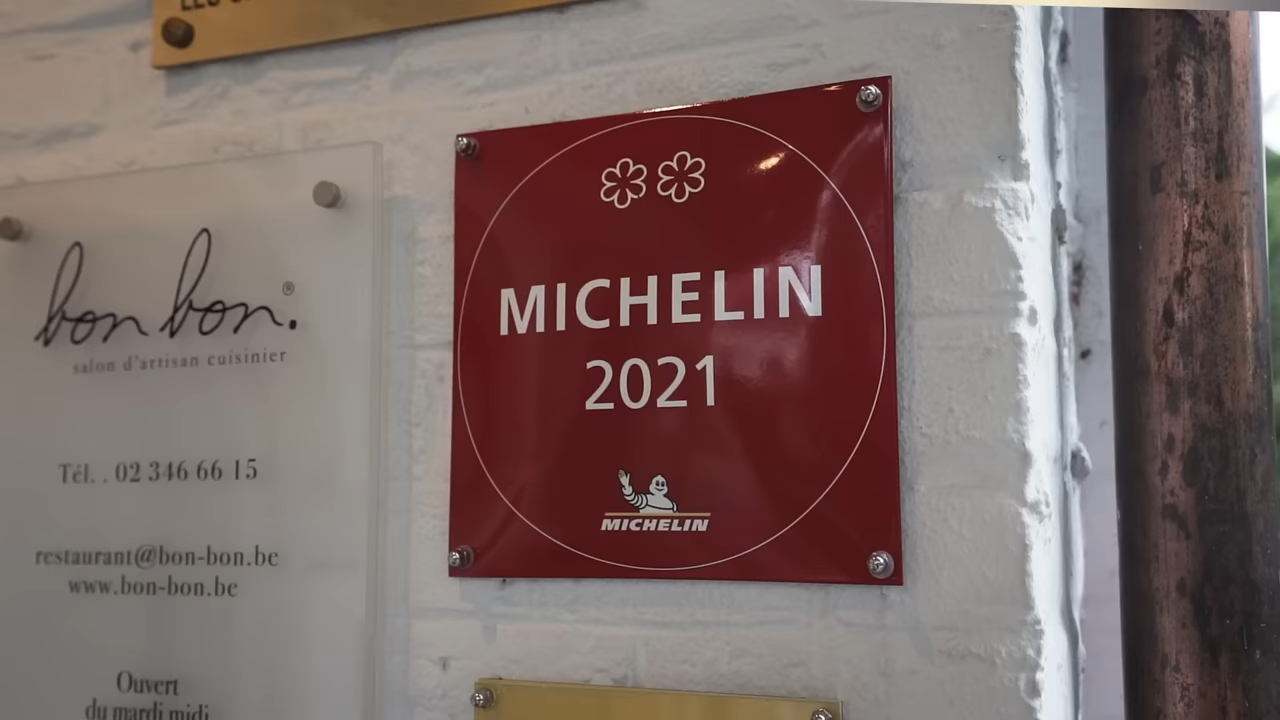 bon bon.®
salon d'artisan cuisinier
Tél. . 02 346 66 15
restaurant@bon-bon.be
www.bon-bon.be
Ouvert
du mardi midi
MICHELIN
2021
MICHELIN